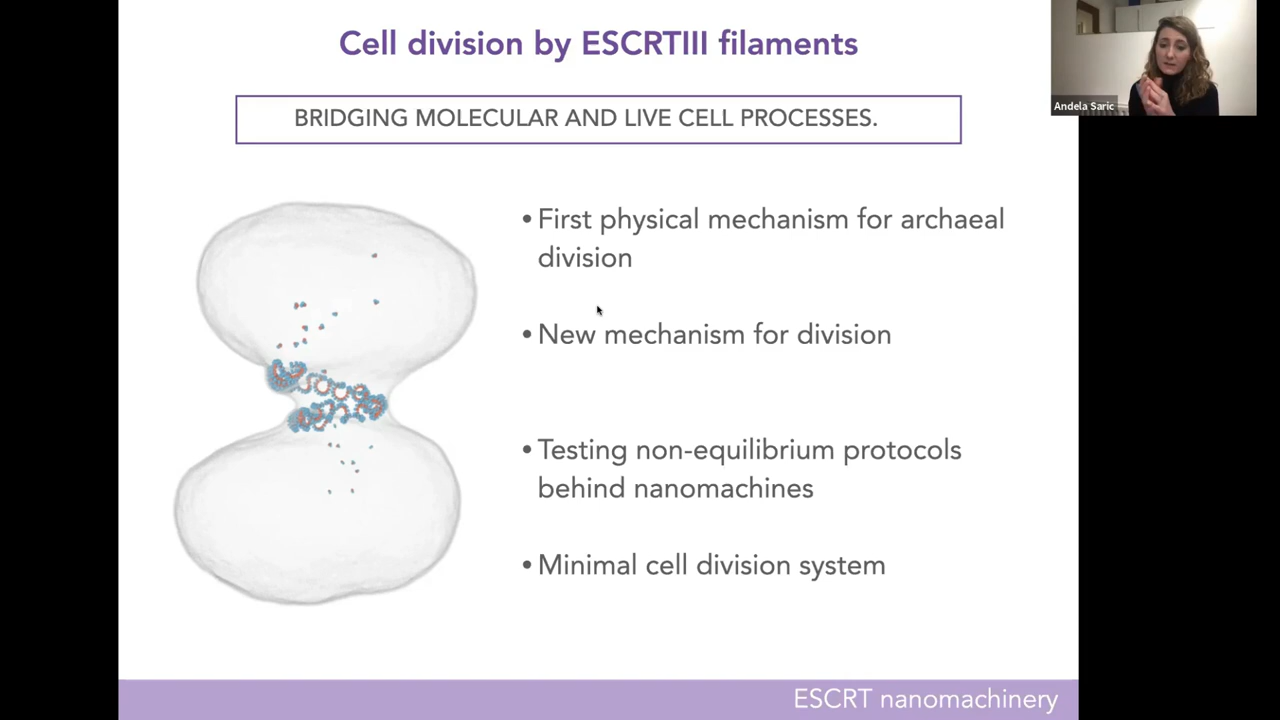 Cell division by ESCRTIII filaments
Andela Saric
BRIDGING MOLECULAR AND LIVE CELL PROCESSES.
• First physical mechanism for archaeal
division
• New mechanism for division
• Testing non-equilibrium protocols
behind nanomachines
• Minimal cell division system
ESCRT nanomachinery